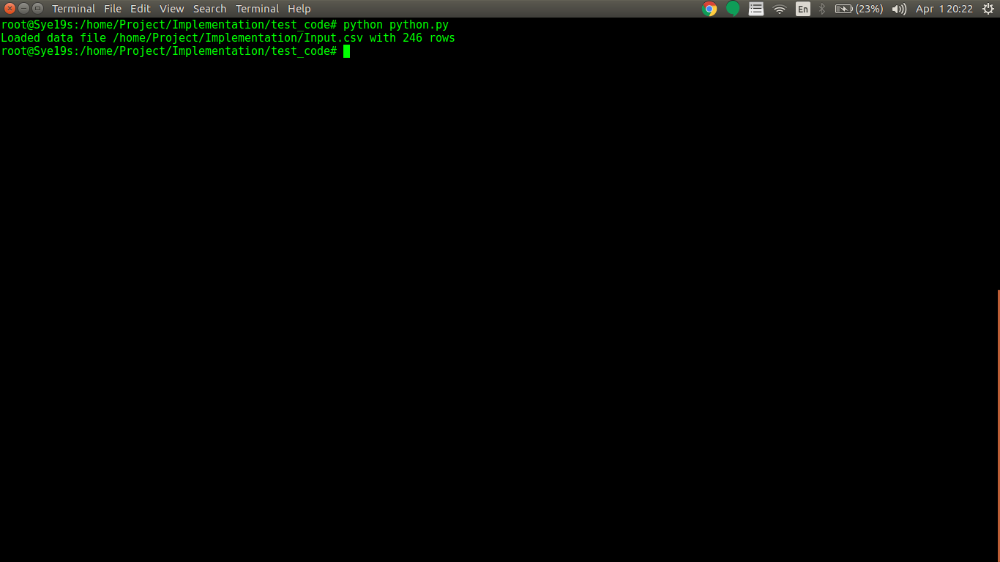 Terminal File Edit View Search Terminal Help En (23%) Apr 1 20:22
root@Sye19s:/home/Project/Implementation/test_code# python python.py
Loaded data file /home/Project/Implementation/Input.csv with 246 rows
root@Sye19s:/home/Project/Implementation/test_code#